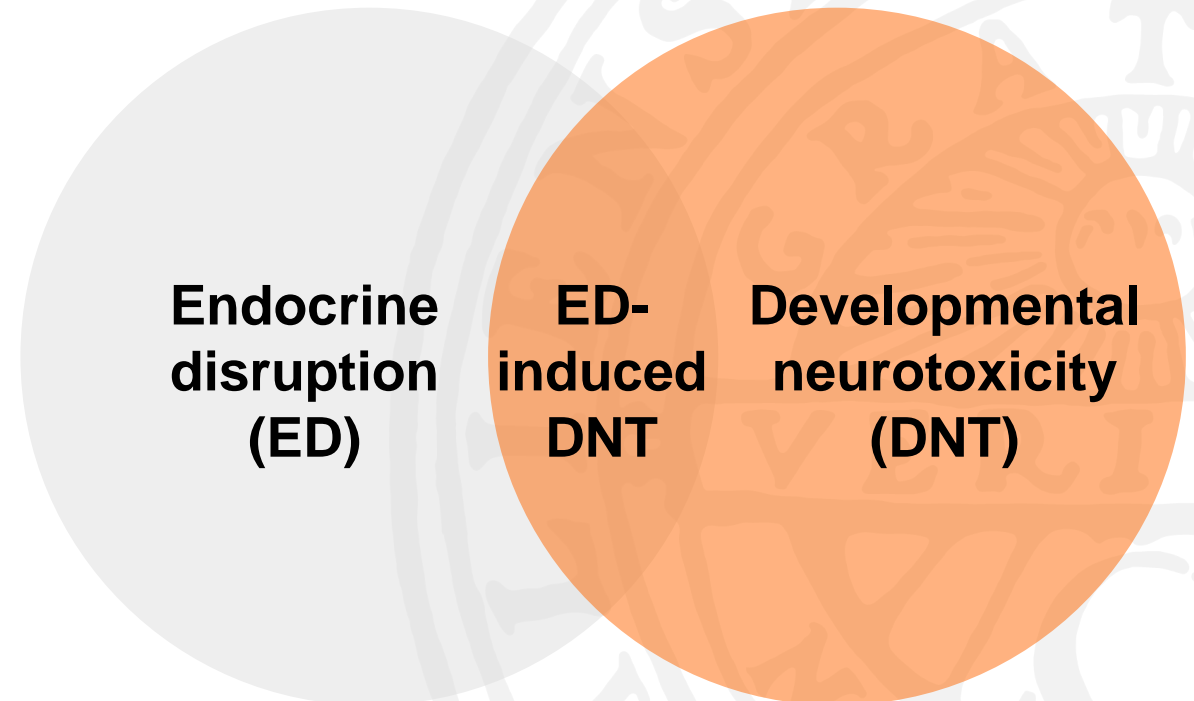 Endocrine
disruption
(ED)
ED-
induced
DNT
Developmental
neurotoxicity
(DNT)